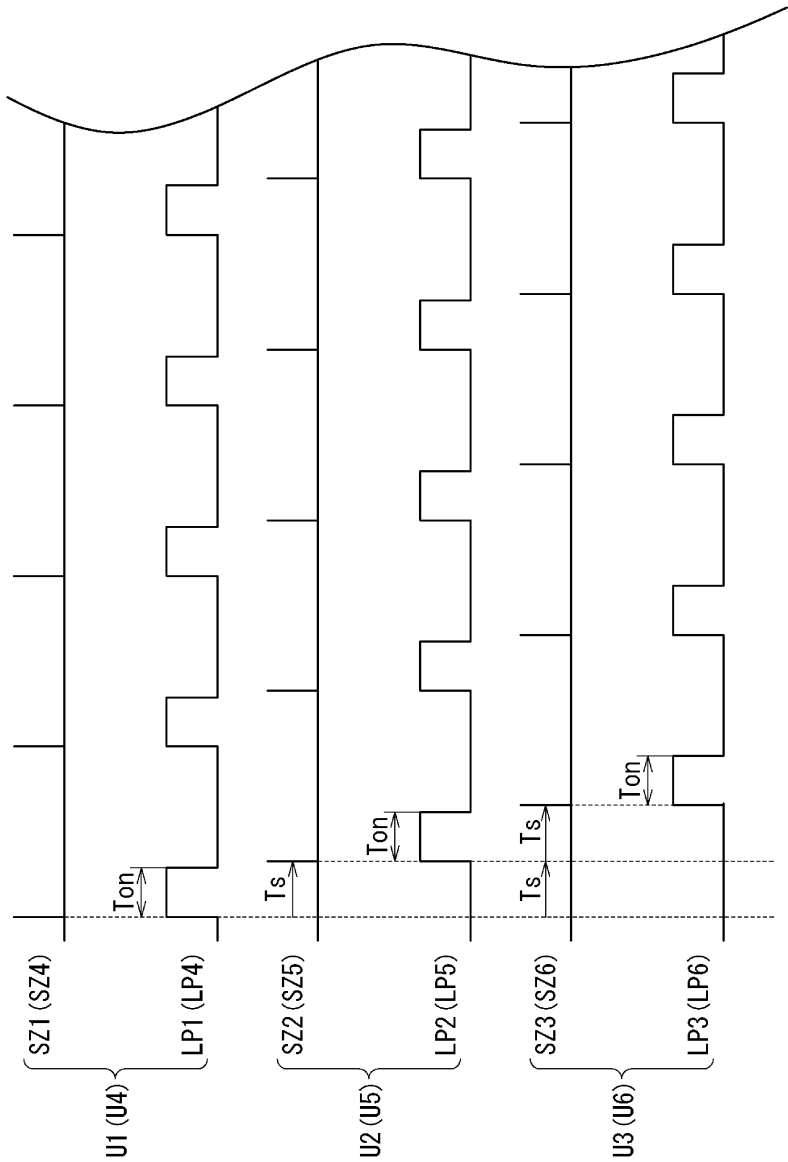 U1(U4)
SZ1(SZ4)
LP1(LP4)
Ton
U2(U5)
SZ2(SZ5)
Ts
LP2(LP5)
Ton
U3(U6)
SZ3(SZ6)
Ts
Ts
LP3(LP6)
Ton